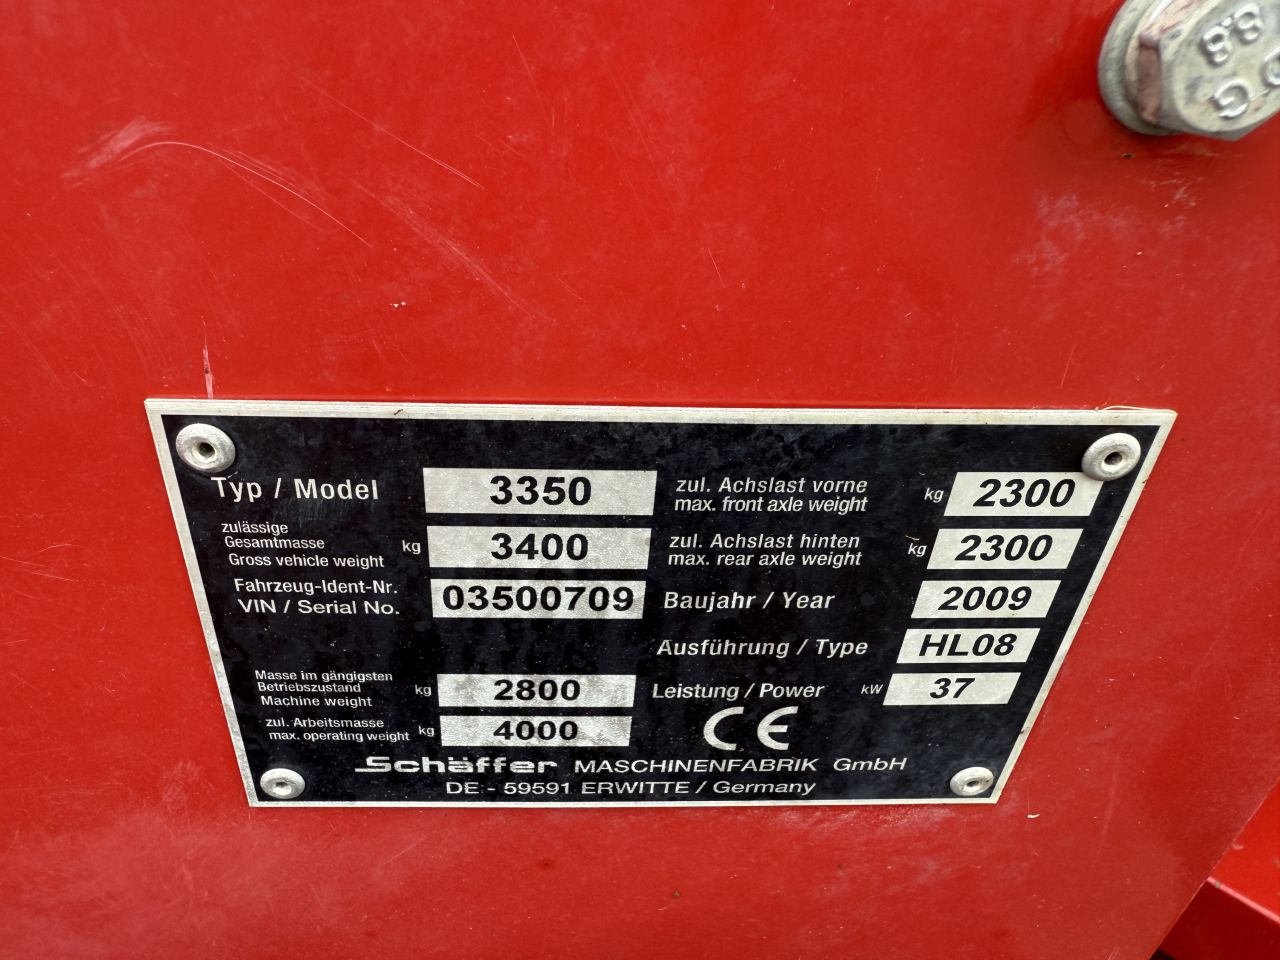 8.8
Typ / Model 3350
zulässige
Gesamtmasse
Gross vehicle weight kg 3400
Fahrzeug-Ident-Nr.
VIN / Serial No. 03500709
Masse im gängigsten
Betriebszustand
Machine weight kg 2800
zul. Arbeitsmasse
max. operating weight kg 4000
zul. Achslast vorne
max. front axle weight kg 2300
zul. Achslast hinten
max. rear axle weight kg 2300
Baujahr / Year 2009
Ausführung / Type HL08
Leistung / Power kW 37
CE
Schäffer MASCHINENFABRIK GmbH
DE - 59591 ERWITTE / Germany